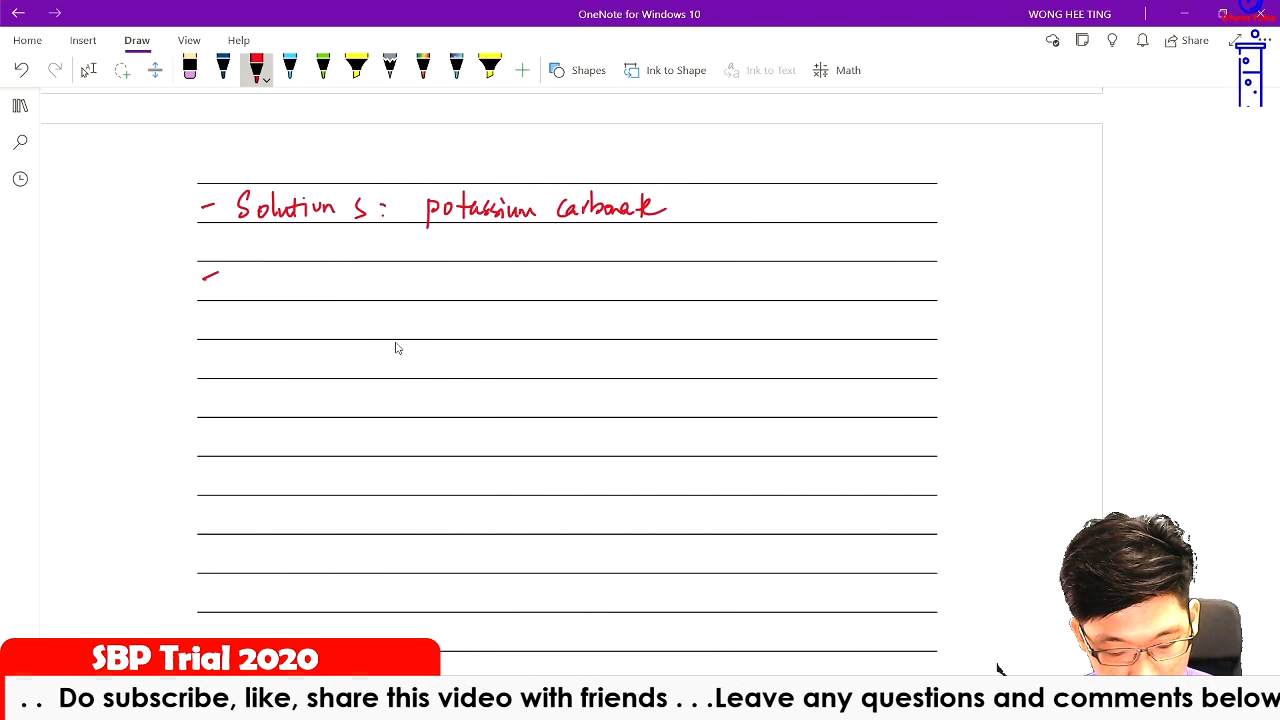 OneNote for Windows 10
WONG HEE TING
Home
Insert
Draw
View
Help
Share
Shapes
Ink to Shape
Ink to Text
Math
- Solution S : potassium carbonate
-
SBP Trial 2020
. . Do subscribe, like, share this video with friends . . .Leave any questions and comments below